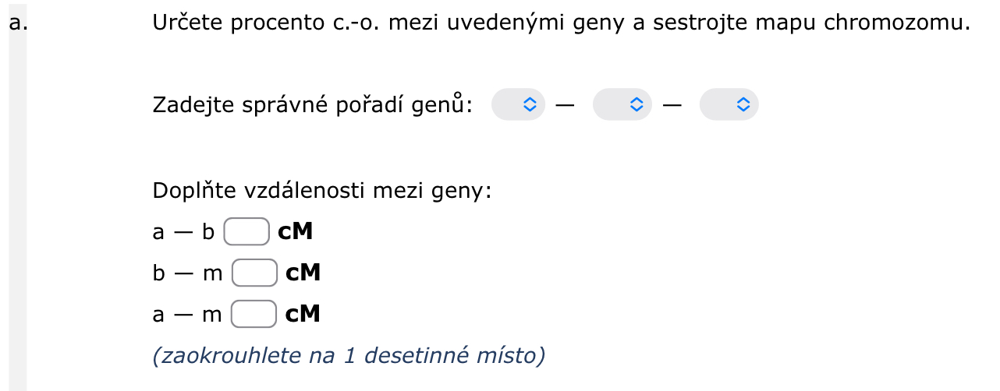 a. Určete procento c.-o. mezi uvedenými geny a sestrojte mapu chromozomu.
Zadejte správné pořadí genů: — —
Doplňte vzdálenosti mezi geny:
a — b cM
b — m cM
a — m cM
(zaokrouhlete na 1 desetinné místo)